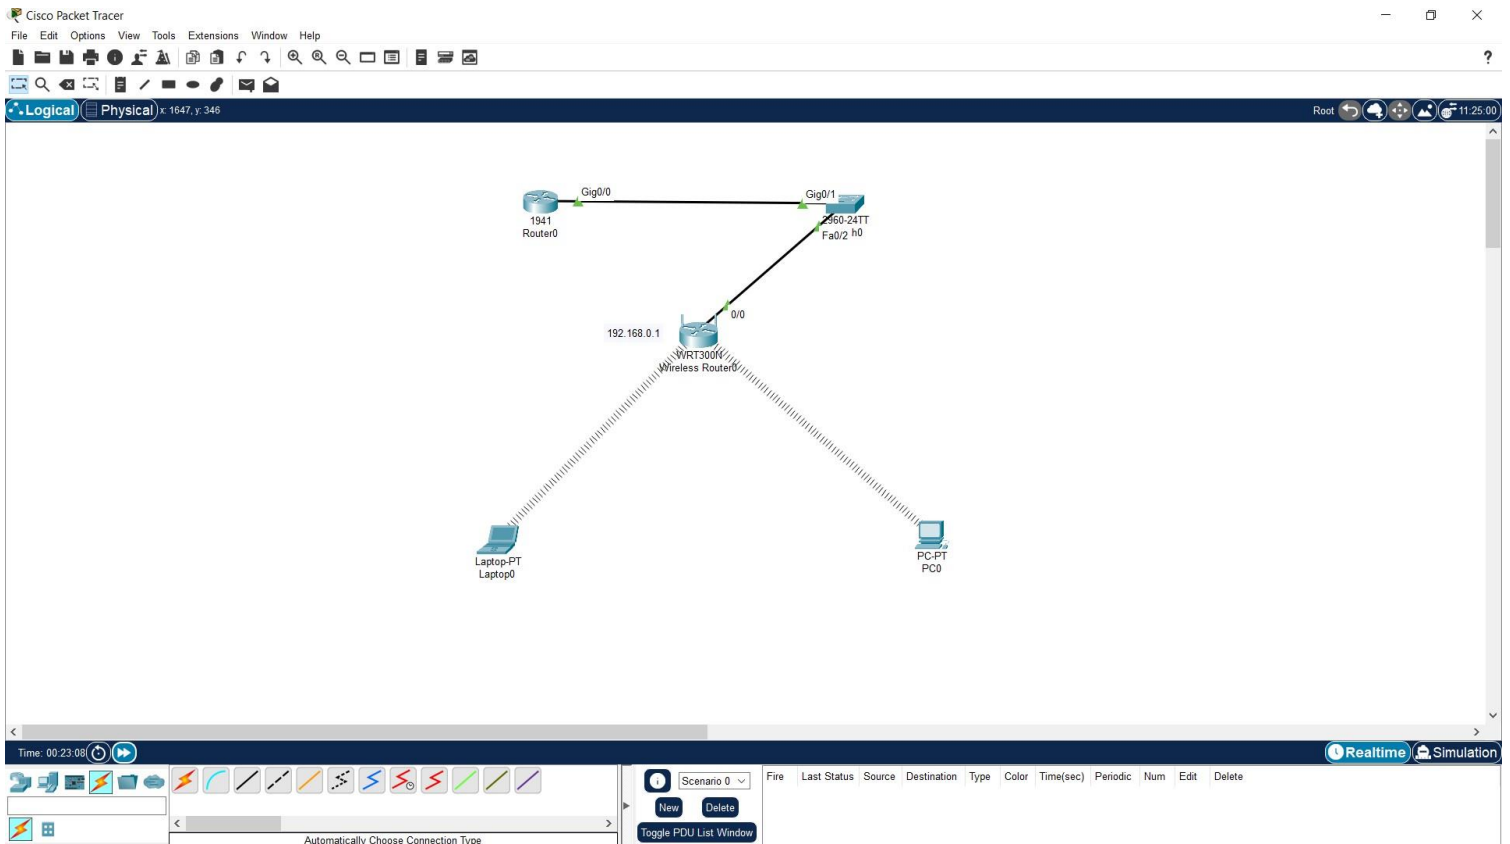 Cisco Packet Tracer
File Edit Options View Tools Extensions Window Help
?
Logical Physical x: 1647, y: 346
Root 11:25:00
Gig0/0
Gig0/1
1941
Router0
2960-24TT
Fa0/2 h0
0/0
192.168.0.1
WRT300N
Wireless Router0
Laptop-PT
Laptop0
PC-PT
PC0
Time: 00:23:08
Realtime Simulation
Scenario 0
Fire Last Status Source Destination Type Color Time(sec) Periodic Num Edit Delete
New Delete
Toggle PDU List Window
Automatically Choose Connection Type